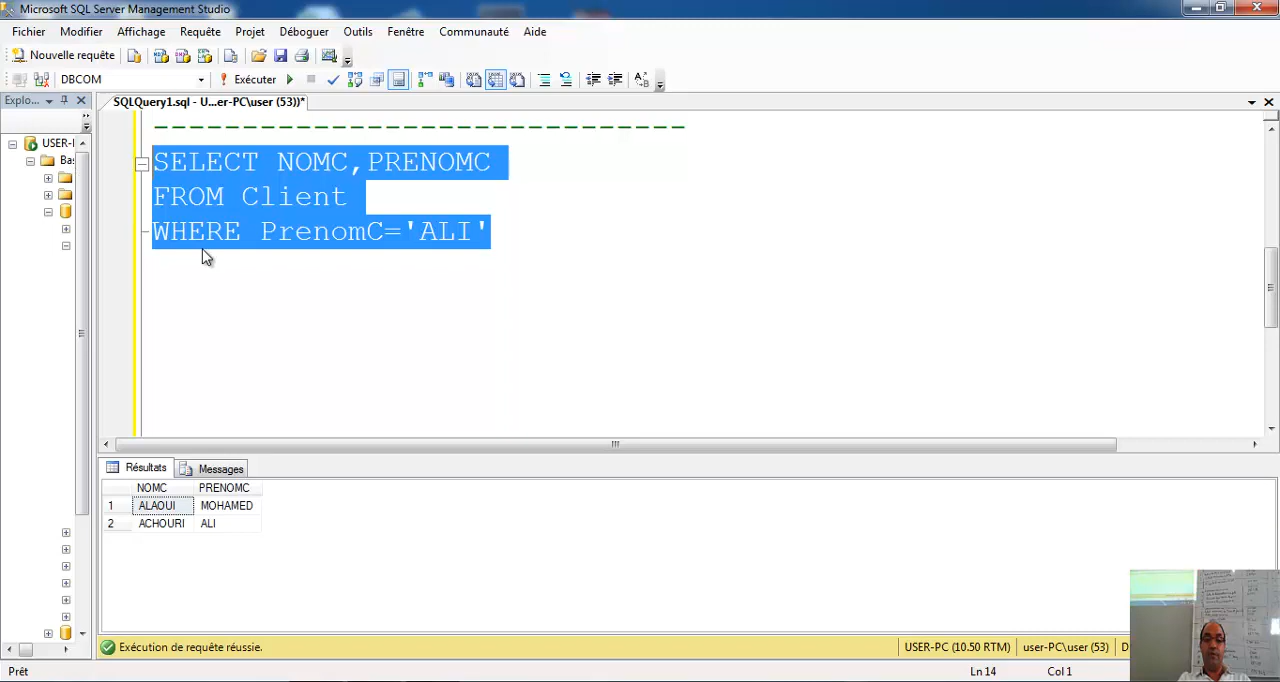 Microsoft SQL Server Management Studio
Fichier Modifier Affichage Requête Projet Déboguer Outils Fenêtre Communauté Aide
Nouvelle requête
DBCOM Exécuter
Explo...
SQLQuery1.sql - U...er-PC\user (53))*
USER-
Bas
----------------------------
SELECT NOMC,PRENOMC
FROM Client
WHERE PrenomC='ALI'
Résultats Messages
NOMC PRENOMC
1 ALAOUI MOHAMED
2 ACHOURI ALI
Exécution de requête réussie. USER-PC (10.50 RTM) user-PC\user (53) D
Prêt Ln 14 Col 1